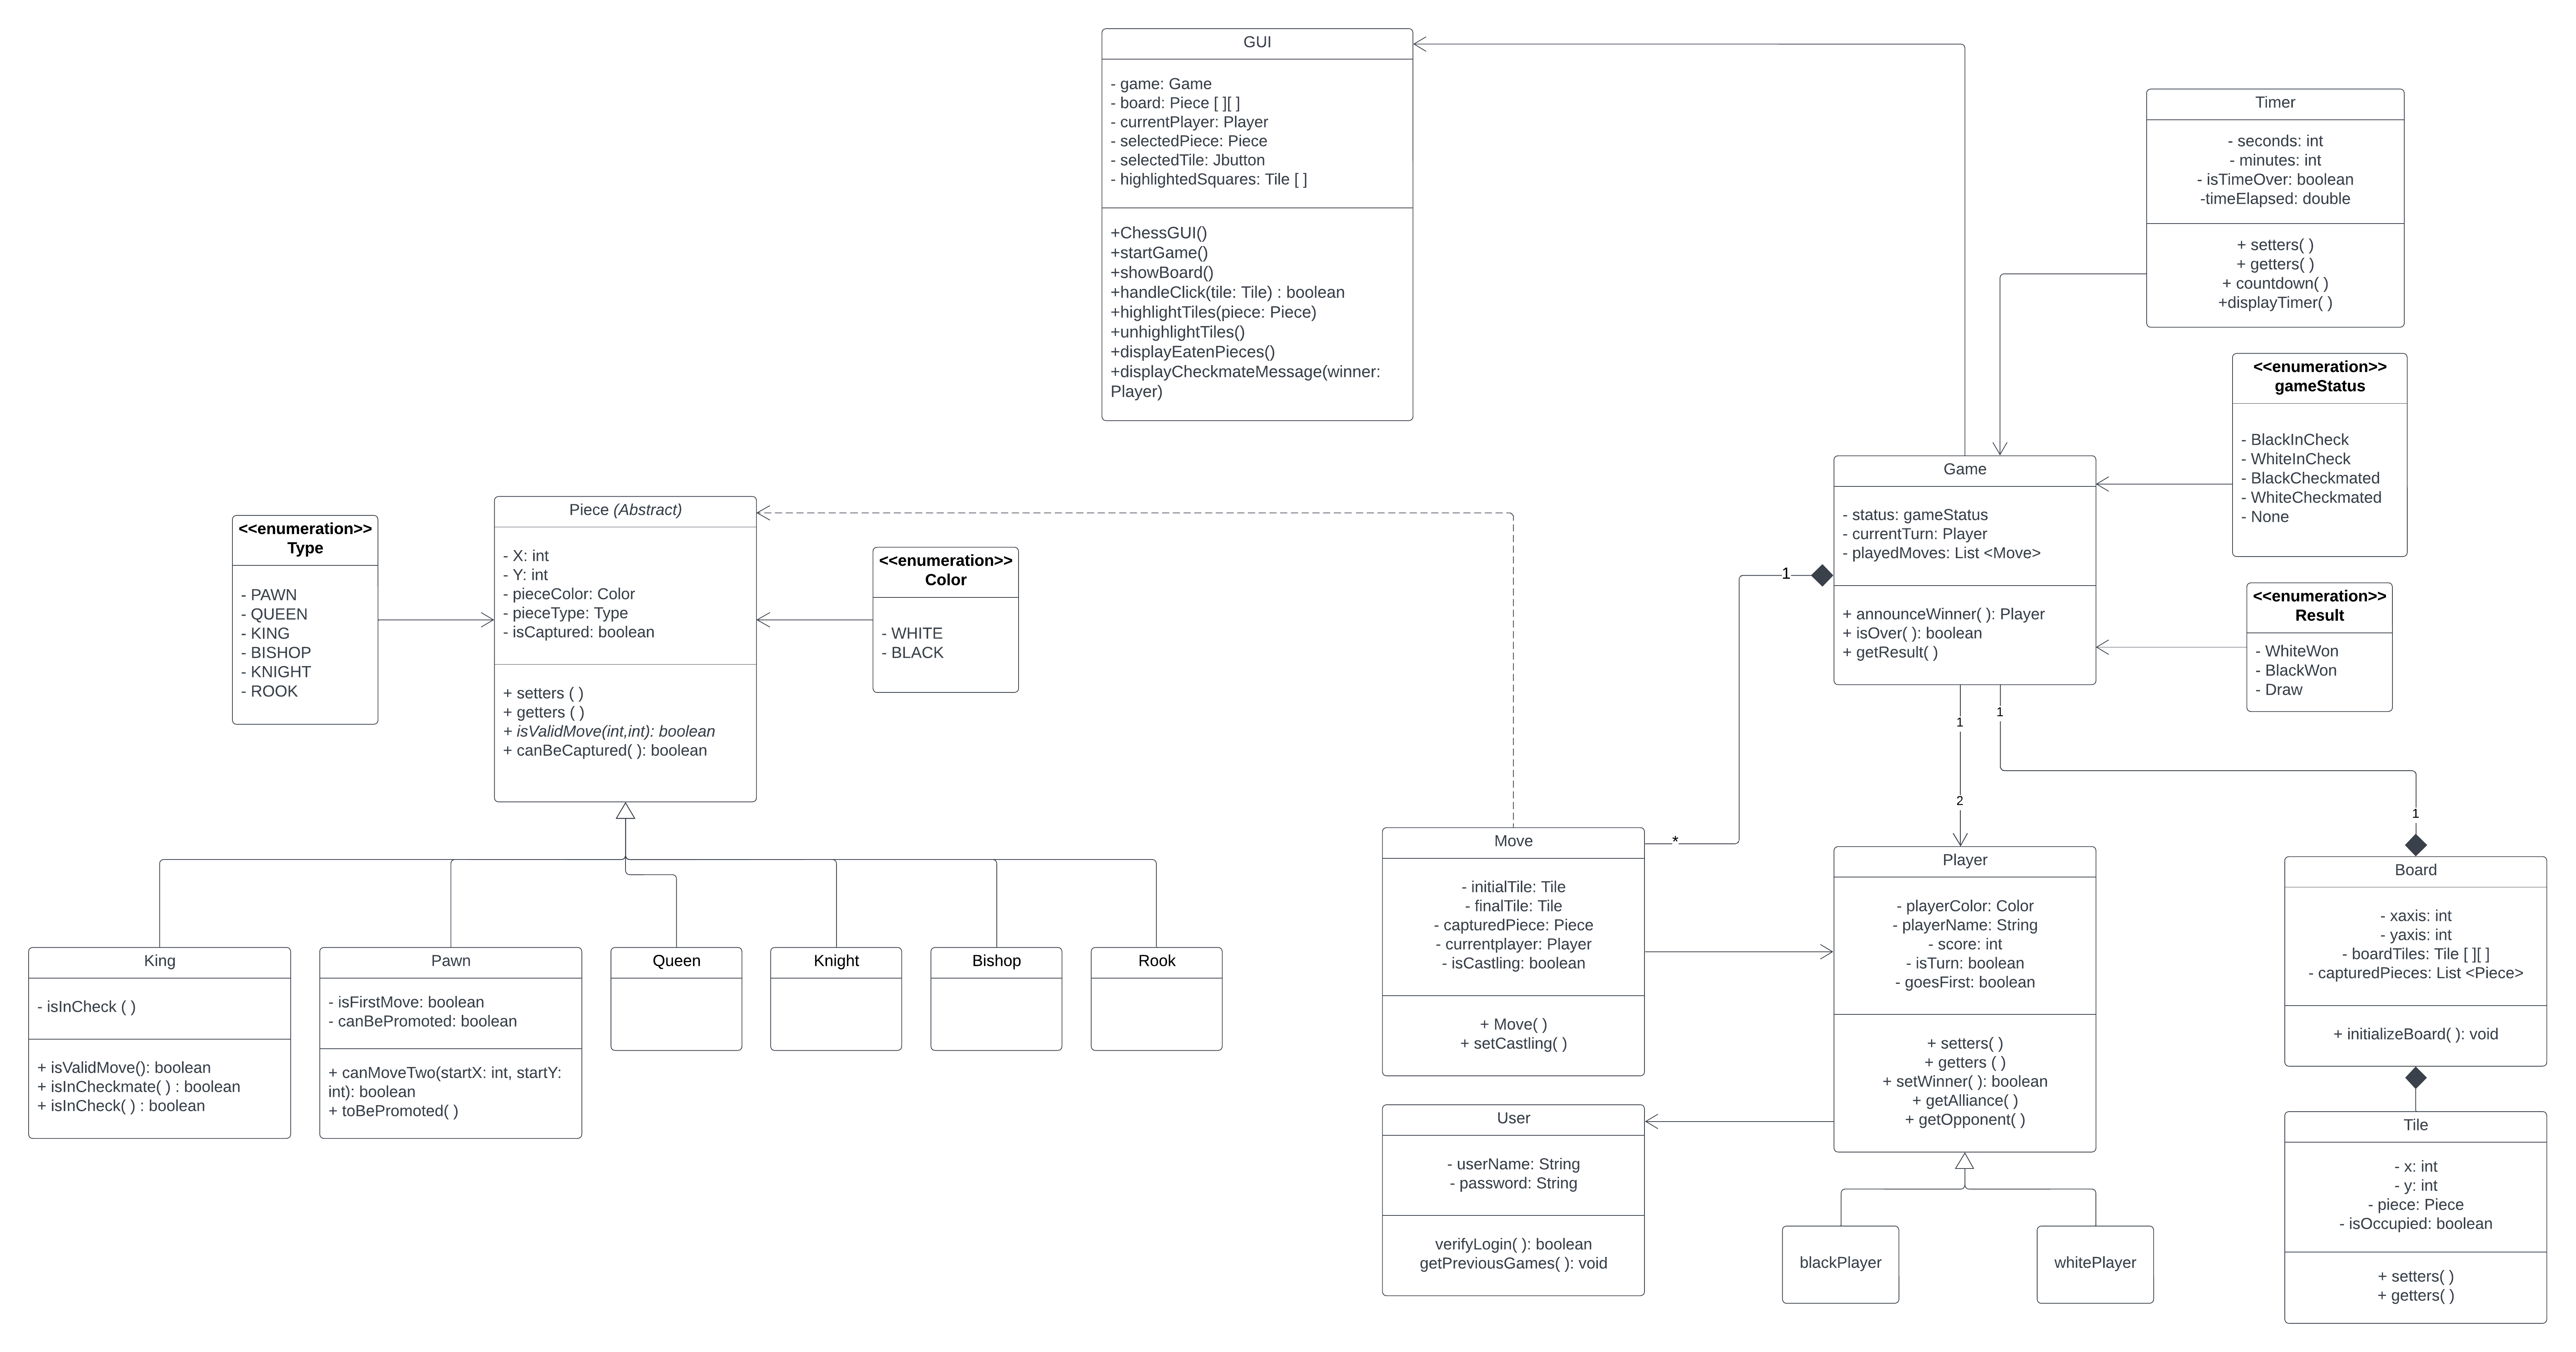 GUI
- game: Game
- board: Piece [ ][ ]
- currentPlayer: Player
- selectedPiece: Piece
- selectedTile: Jbutton
- highlightedSquares: Tile [ ]
+ChessGUI()
+startGame()
+showBoard()
+handleClick(tile: Tile) : boolean
+highlightTiles(piece: Piece)
+unhighlightTiles()
+displayEatenPieces()
+displayCheckmateMessage(winner:
Player)
Timer
- seconds: int
- minutes: int
- isTimeOver: boolean
-timeElapsed: double
+ setters( )
+ getters( )
+ countdown( )
+displayTimer( )
<<enumeration>>
gameStatus
- BlackInCheck
- WhiteInCheck
- BlackCheckmated
- WhiteCheckmated
- None
Game
- status: gameStatus
- currentTurn: Player
- playedMoves: List <Move>
+ announceWinner( ): Player
+ isOver( ): boolean
+ getResult( )
<<enumeration>>
Result
- WhiteWon
- BlackWon
- Draw
<<enumeration>>
Type
- PAWN
- QUEEN
- KING
- BISHOP
- KNIGHT
- ROOK
Piece (Abstract)
- X: int
- Y: int
- pieceColor: Color
- pieceType: Type
- isCaptured: boolean
+ setters ( )
+ getters ( )
+ isValidMove(int,int): boolean
+ canBeCaptured( ): boolean
<<enumeration>>
Color
- WHITE
- BLACK
1
*
1
2
1
1
King
- isInCheck ( )
+ isValidMove(): boolean
+ isInCheckmate( ) : boolean
+ isInCheck( ) : boolean
Pawn
- isFirstMove: boolean
- canBePromoted: boolean
+ canMoveTwo(startX: int, startY:
int): boolean
+ toBePromoted( )
Queen
Knight
Bishop
Rook
Move
- initialTile: Tile
- finalTile: Tile
- capturedPiece: Piece
- currentplayer: Player
- isCastling: boolean
+ Move( )
+ setCastling( )
Player
- playerColor: Color
- playerName: String
- score: int
- isTurn: boolean
- goesFirst: boolean
+ setters( )
+ getters ( )
+ setWinner( ): boolean
+ getAlliance( )
+ getOpponent( )
Board
- xaxis: int
- yaxis: int
- boardTiles: Tile [ ][ ]
- capturedPieces: List <Piece>
+ initializeBoard( ): void
User
- userName: String
- password: String
verifyLogin( ): boolean
getPreviousGames( ): void
blackPlayer
whitePlayer
Tile
- x: int
- y: int
- piece: Piece
- isOccupied: boolean
+ setters( )
+ getters( )